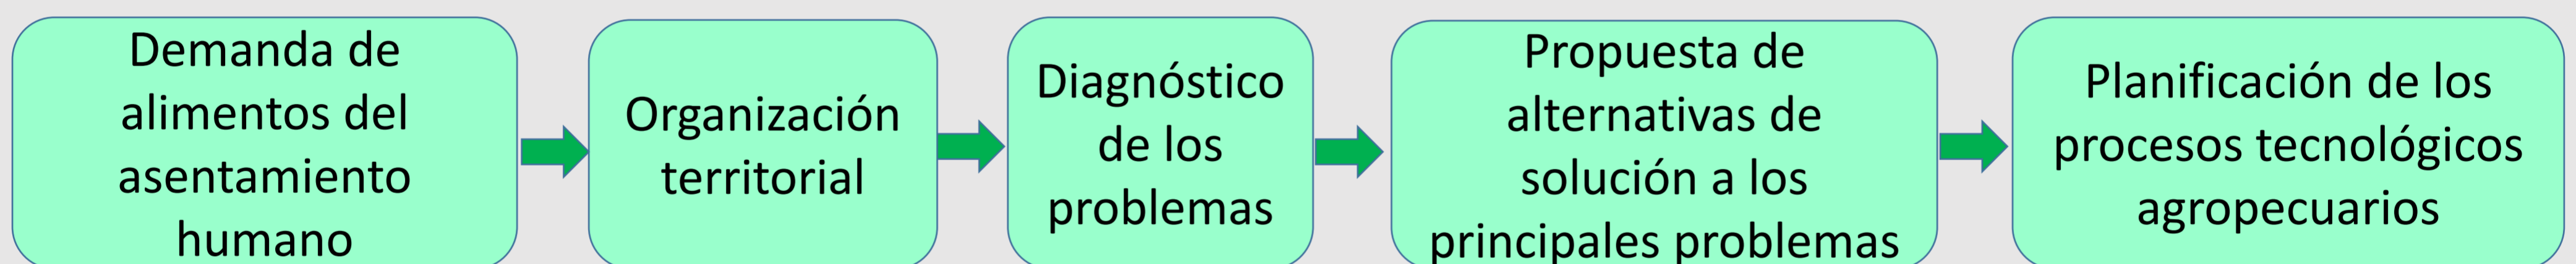 Demanda de
alimentos del
asentamiento
humano
Organización
territorial
Diagnóstico
de los
problemas
Propuesta de
alternativas de
solución a los
principales problemas
Planificación de los
procesos tecnológicos
agropecuarios